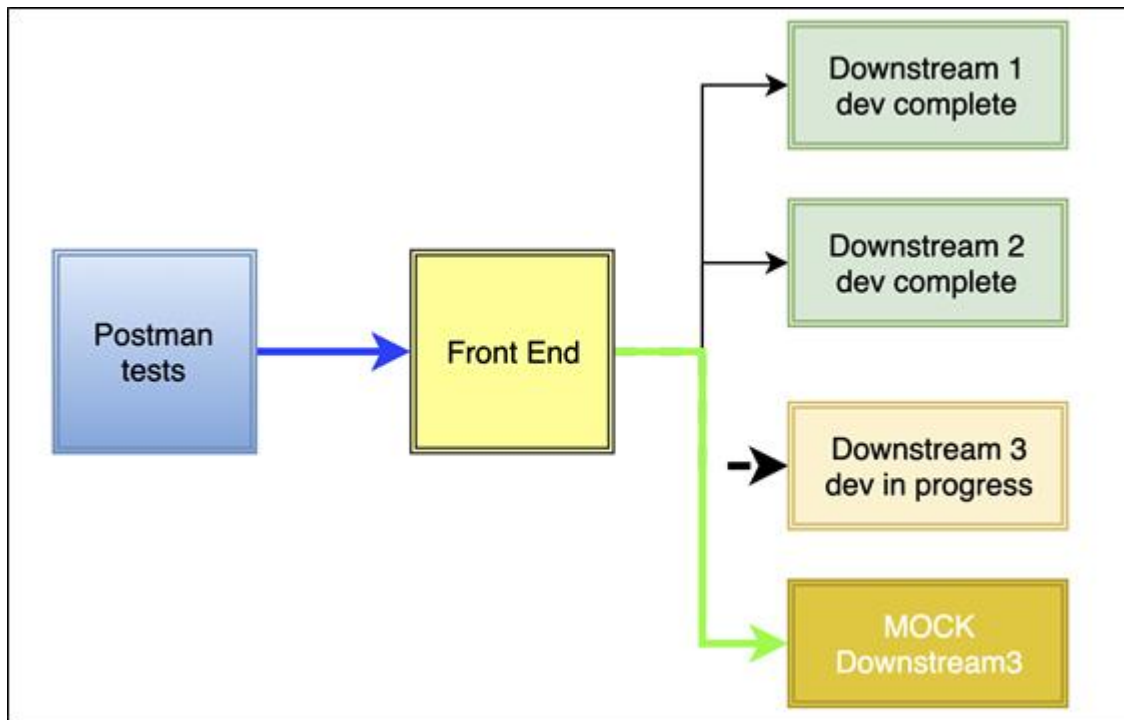 Downstream 1
dev complete
Downstream 2
dev complete
Postman
tests
Front End
Downstream 3
dev in progress
MOCK
Downstream3